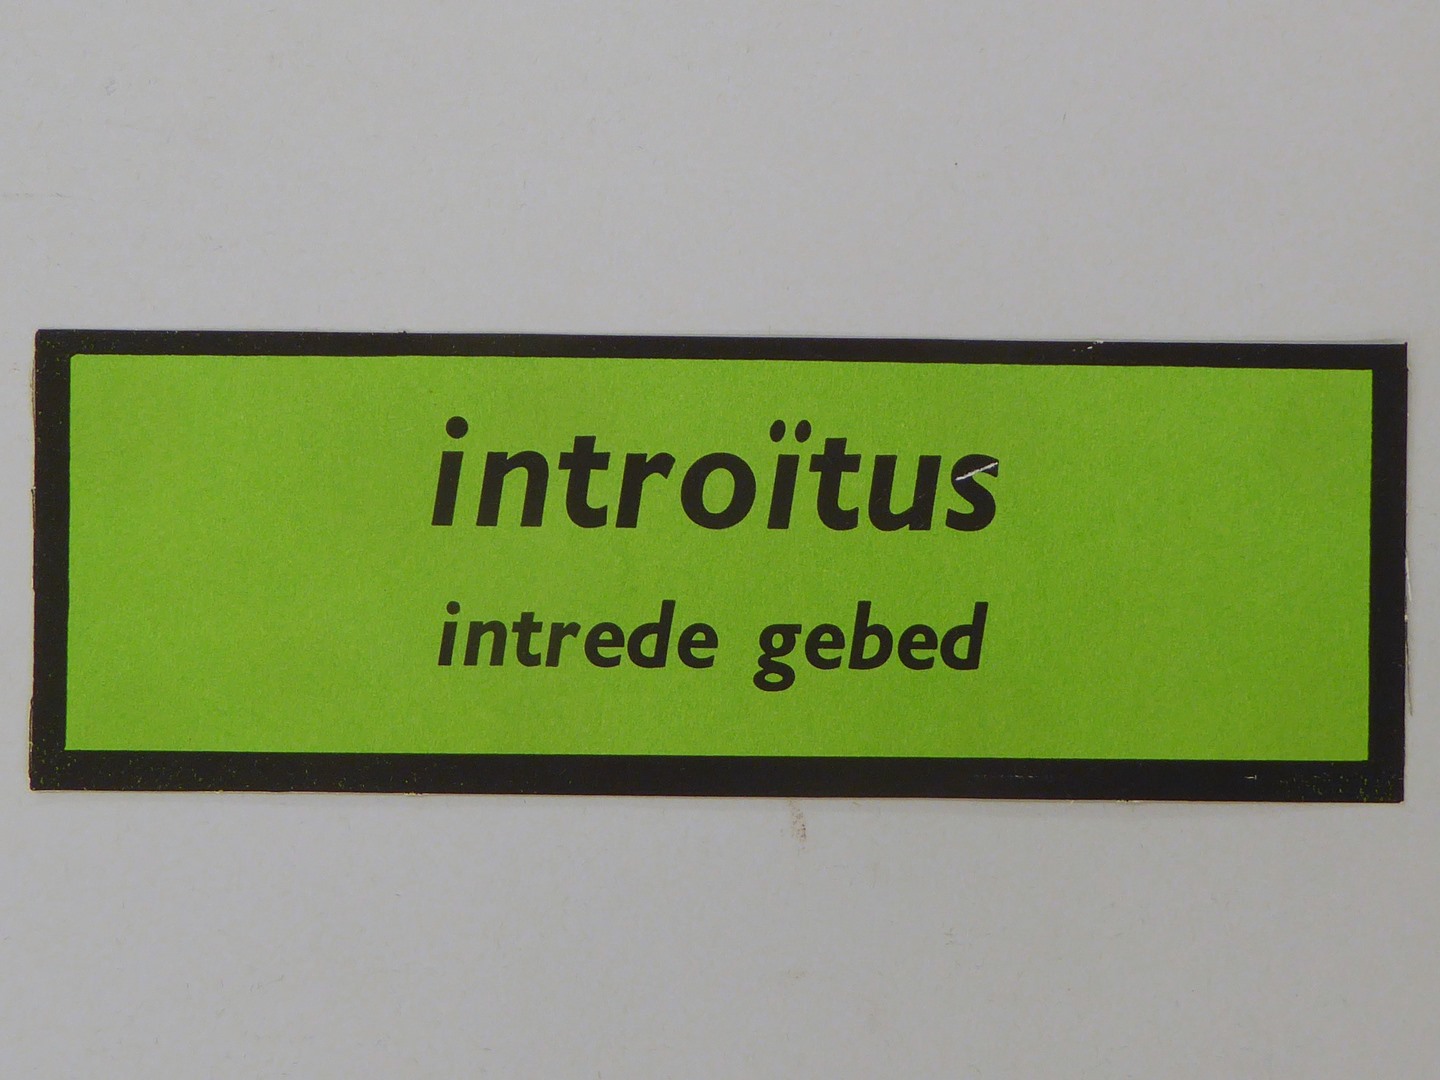 introïtus
intrede gebed